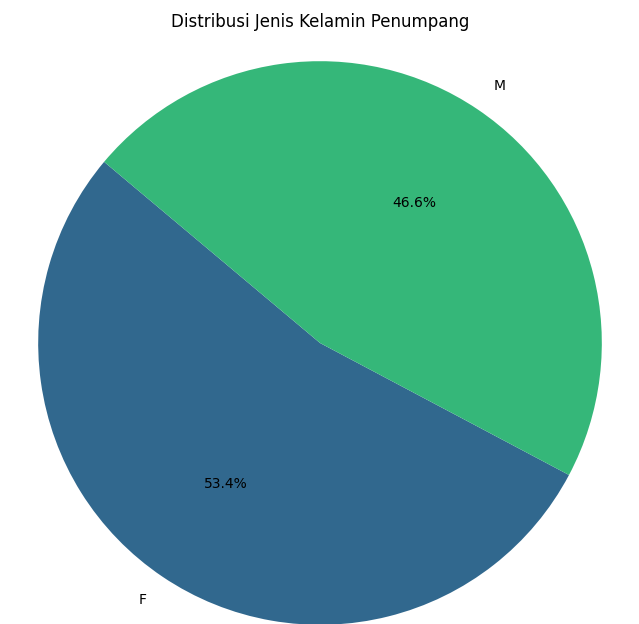 Distribusi Jenis Kelamin Penumpang
M
46.6%
53.4%
F